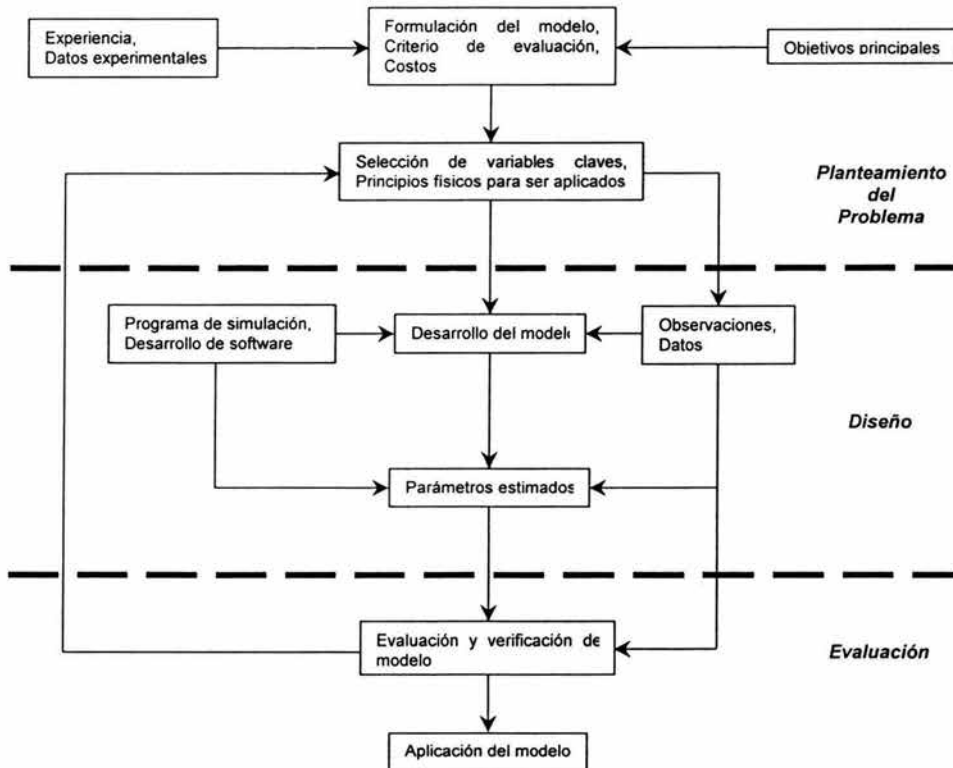 Experiencia,
Datos experimentales
Formulación del modelo,
Criterio de evaluación,
Costos
Objetivos principales
Selección de variables claves,
Principios físicos para ser aplicados
Planteamiento
del
Problema
Programa de simulación,
Desarrollo de software
Desarrollo del modelo
Observaciones,
Datos
Diseño
Parámetros estimados
Evaluación y verificación de
modelo
Evaluación
Aplicación del modelo